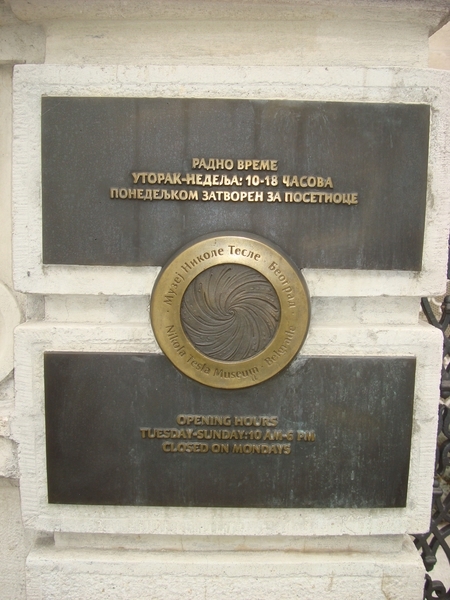 РАДНО ВРЕМЕ
УТОРАК-НЕДЕЉА: 10-18 ЧАСОВА
ПОНЕДЕЉКОМ ЗАТВОРЕН ЗА ПОСЕТИОЦЕ
Музеј Николе Тесле · Београд
Nikola Tesla Museum · Belgrade
OPENING HOURS
TUESDAY-SUNDAY: 10 AM-6 PM
CLOSED ON MONDAYS